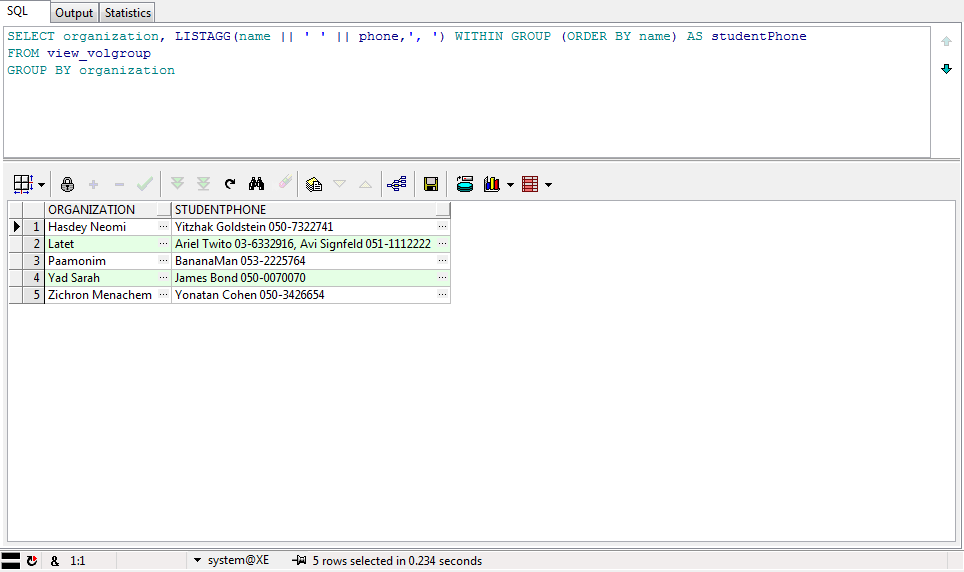 SQL Output Statistics
SELECT organization, LISTAGG(name || ' ' || phone,', ') WITHIN GROUP (ORDER BY name) AS studentPhone
FROM view_volgroup
GROUP BY organization
ORGANIZATION ... STUDENTPHONE
1 Hasdey Neomi ... Yitzhak Goldstein 050-7322741 ...
2 Latet ... Ariel Twito 03-6332916, Avi Signfeld 051-1112222 ...
3 Paamonim ... BananaMan 053-2225764 ...
4 Yad Sarah ... James Bond 050-0070070 ...
5 Zichron Menachem ... Yonatan Cohen 050-3426654 ...
& 1:1 system@XE 5 rows selected in 0.234 seconds